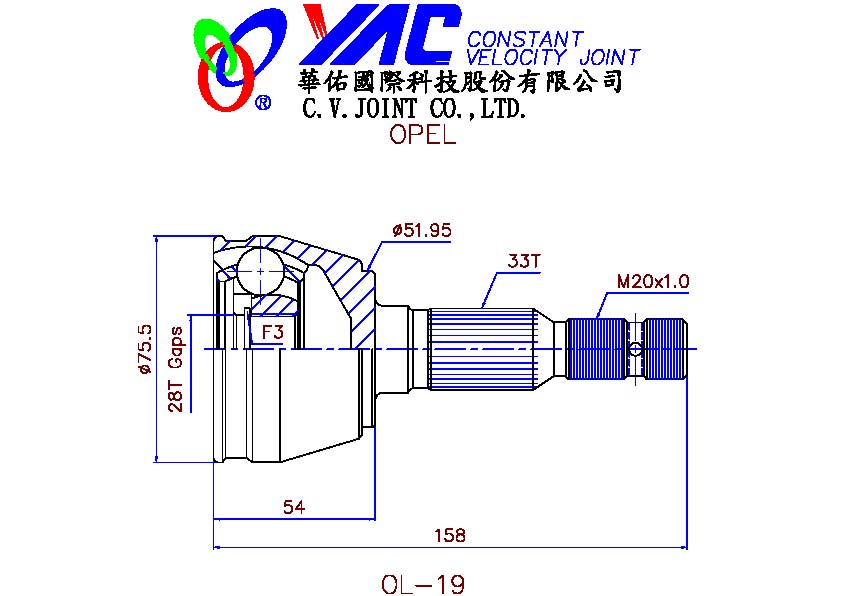 YAC CONSTANT
VELOCITY JOINT
®
華佑國際科技股份有限公司
C.V.JOINT CO.,LTD.
OPEL
ø51.95
33T
M20x1.0
F3
ø75.5
28T Gaps
54
158
OL-19